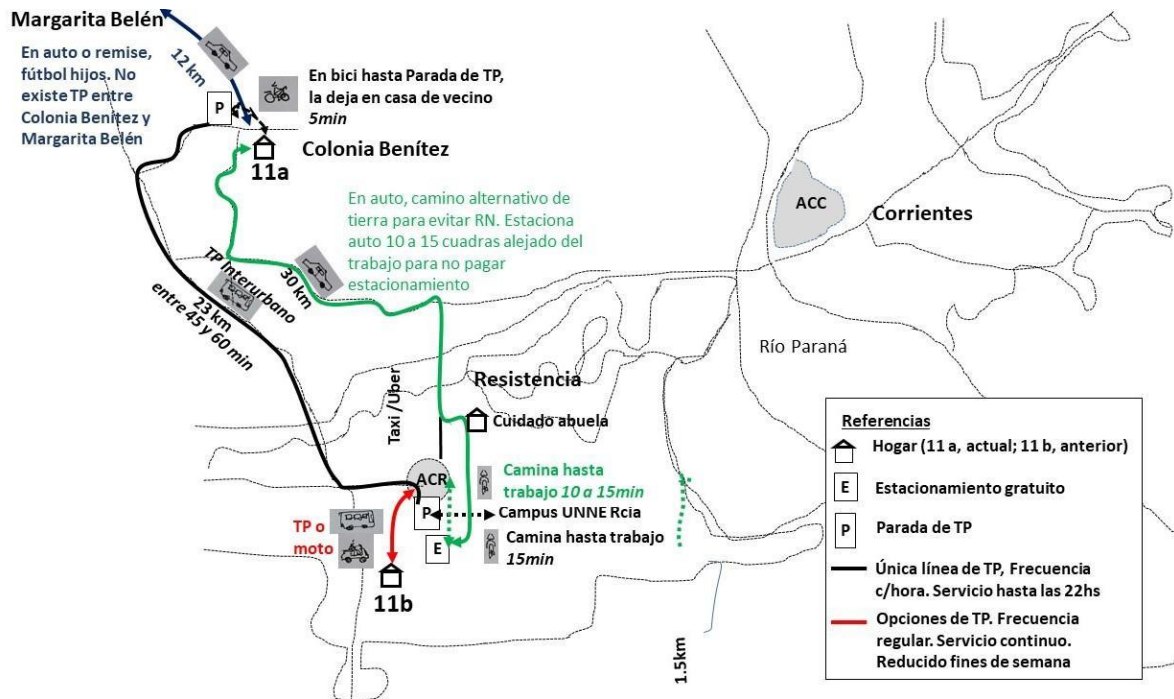 Margarita Belén
En auto o remise,
fútbol hijos. No
existe TP entre
Colonia Benítez y
Margarita Belén
12 km
En bici hasta Parada de TP,
la deja en casa de vecino
5min
P
Colonia Benítez
11a
En auto, camino alternativo de
tierra para evitar RN. Estaciona
auto 10 a 15 cuadras alejado del
trabajo para no pagar
estacionamiento
30 km
TP Interurbano
23 km
entre 45 y 60 min
ACC
Corrientes
Río Paraná
Resistencia
Taxi /Uber
Cuidado abuela
ACR
Camina hasta
trabajo 10 a 15min
P
Campus UNNE Rcia
TP o
moto
E
Camina hasta trabajo
15min
11b
1.5km
Referencias
Hogar (11 a, actual; 11 b, anterior)
E
Estacionamiento gratuito
P
Parada de TP
Única línea de TP, Frecuencia
c/hora. Servicio hasta las 22hs
Opciones de TP. Frecuencia
regular. Servicio continuo.
Reducido fines de semana